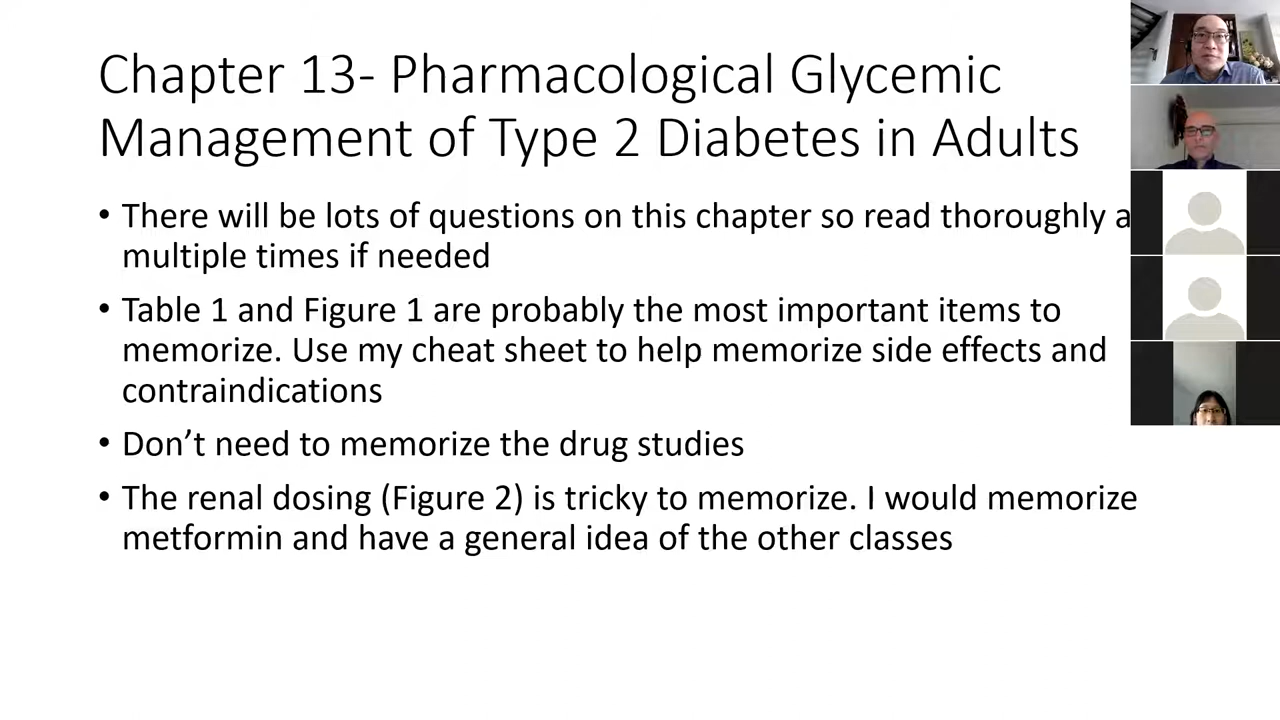 Chapter 13- Pharmacological Glycemic
Management of Type 2 Diabetes in Adults
• There will be lots of questions on this chapter so read thoroughly
multiple times if needed
• Table 1 and Figure 1 are probably the most important items to
memorize. Use my cheat sheet to help memorize side effects and
contraindications
• Don’t need to memorize the drug studies
• The renal dosing (Figure 2) is tricky to memorize. I would memorize
metformin and have a general idea of the other classes